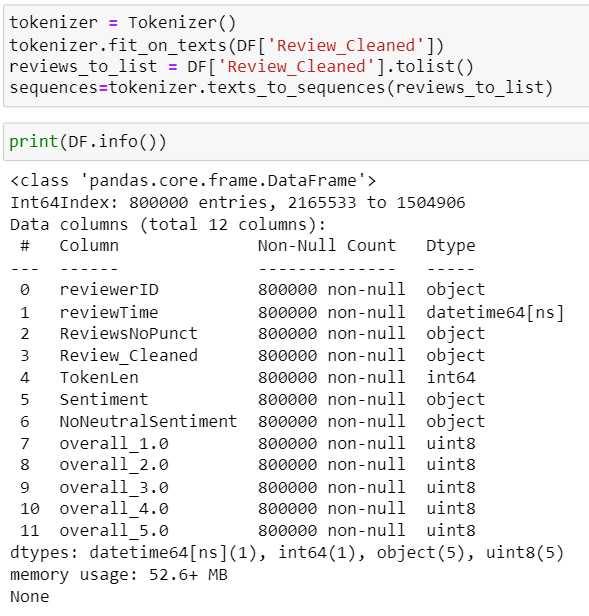 tokenizer = Tokenizer()
tokenizer.fit_on_texts(DF['Review_Cleaned'])
reviews_to_list = DF['Review_Cleaned'].tolist()
sequences=tokenizer.texts_to_sequences(reviews_to_list)
print(DF.info())
<class 'pandas.core.frame.DataFrame'>
Int64Index: 800000 entries, 2165533 to 1504906
Data columns (total 12 columns):
 #   Column              Non-Null Count   Dtype
---  ------              --------------   -----
 0   reviewerID          800000 non-null  object
 1   reviewTime          800000 non-null  datetime64[ns]
 2   ReviewsNoPunct      800000 non-null  object
 3   Review_Cleaned      800000 non-null  object
 4   TokenLen            800000 non-null  int64
 5   Sentiment           800000 non-null  object
 6   NoNeutralSentiment  800000 non-null  object
 7   overall_1.0         800000 non-null  uint8
 8   overall_2.0         800000 non-null  uint8
 9   overall_3.0         800000 non-null  uint8
 10  overall_4.0         800000 non-null  uint8
 11  overall_5.0         800000 non-null  uint8
dtypes: datetime64[ns](1), int64(1), object(5), uint8(5)
memory usage: 52.6+ MB
None